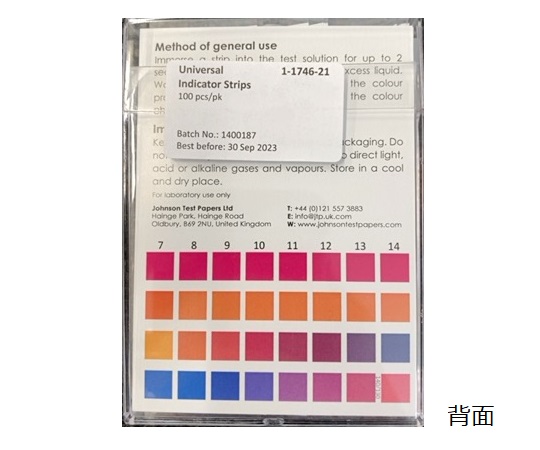 Method of general use
Immerse a strip into the test solution for up to 2
xcess liquid.
the colour
the colour
Universal 1-1746-21
Indicator Strips
100 pcs/pk
Batch No.: 1400187
Best before: 30 Sep 2023
Im
Ke ckaging. Do
direct light,
acid or alkaline gases and vapours. Store in a cool
and dry place.
For laboratory use only
Johnson Test Papers Ltd T: +44 (0)121 557 3883
Hainge Park, Hainge Road E: info@jtp.uk.com
Oldbury, B69 2NU, United Kingdom W: www.johnsontestpapers.com
7 8 9 10 11 12 13 14
背面